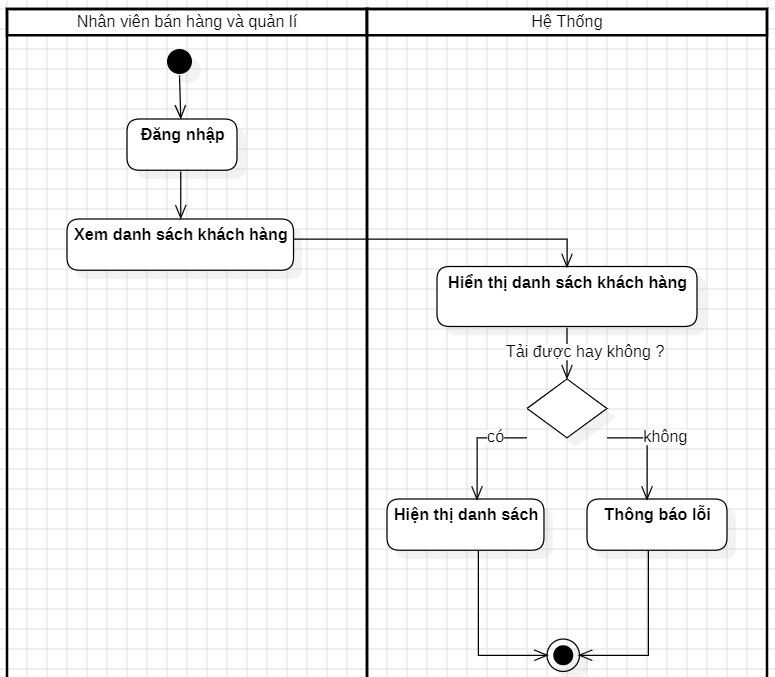 Nhân viên bán hàng và quản lí
Hệ Thống
Đăng nhập
Xem danh sách khách hàng
Hiển thị danh sách khách hàng
Tải được hay không ?
có
không
Hiện thị danh sách
Thông báo lỗi